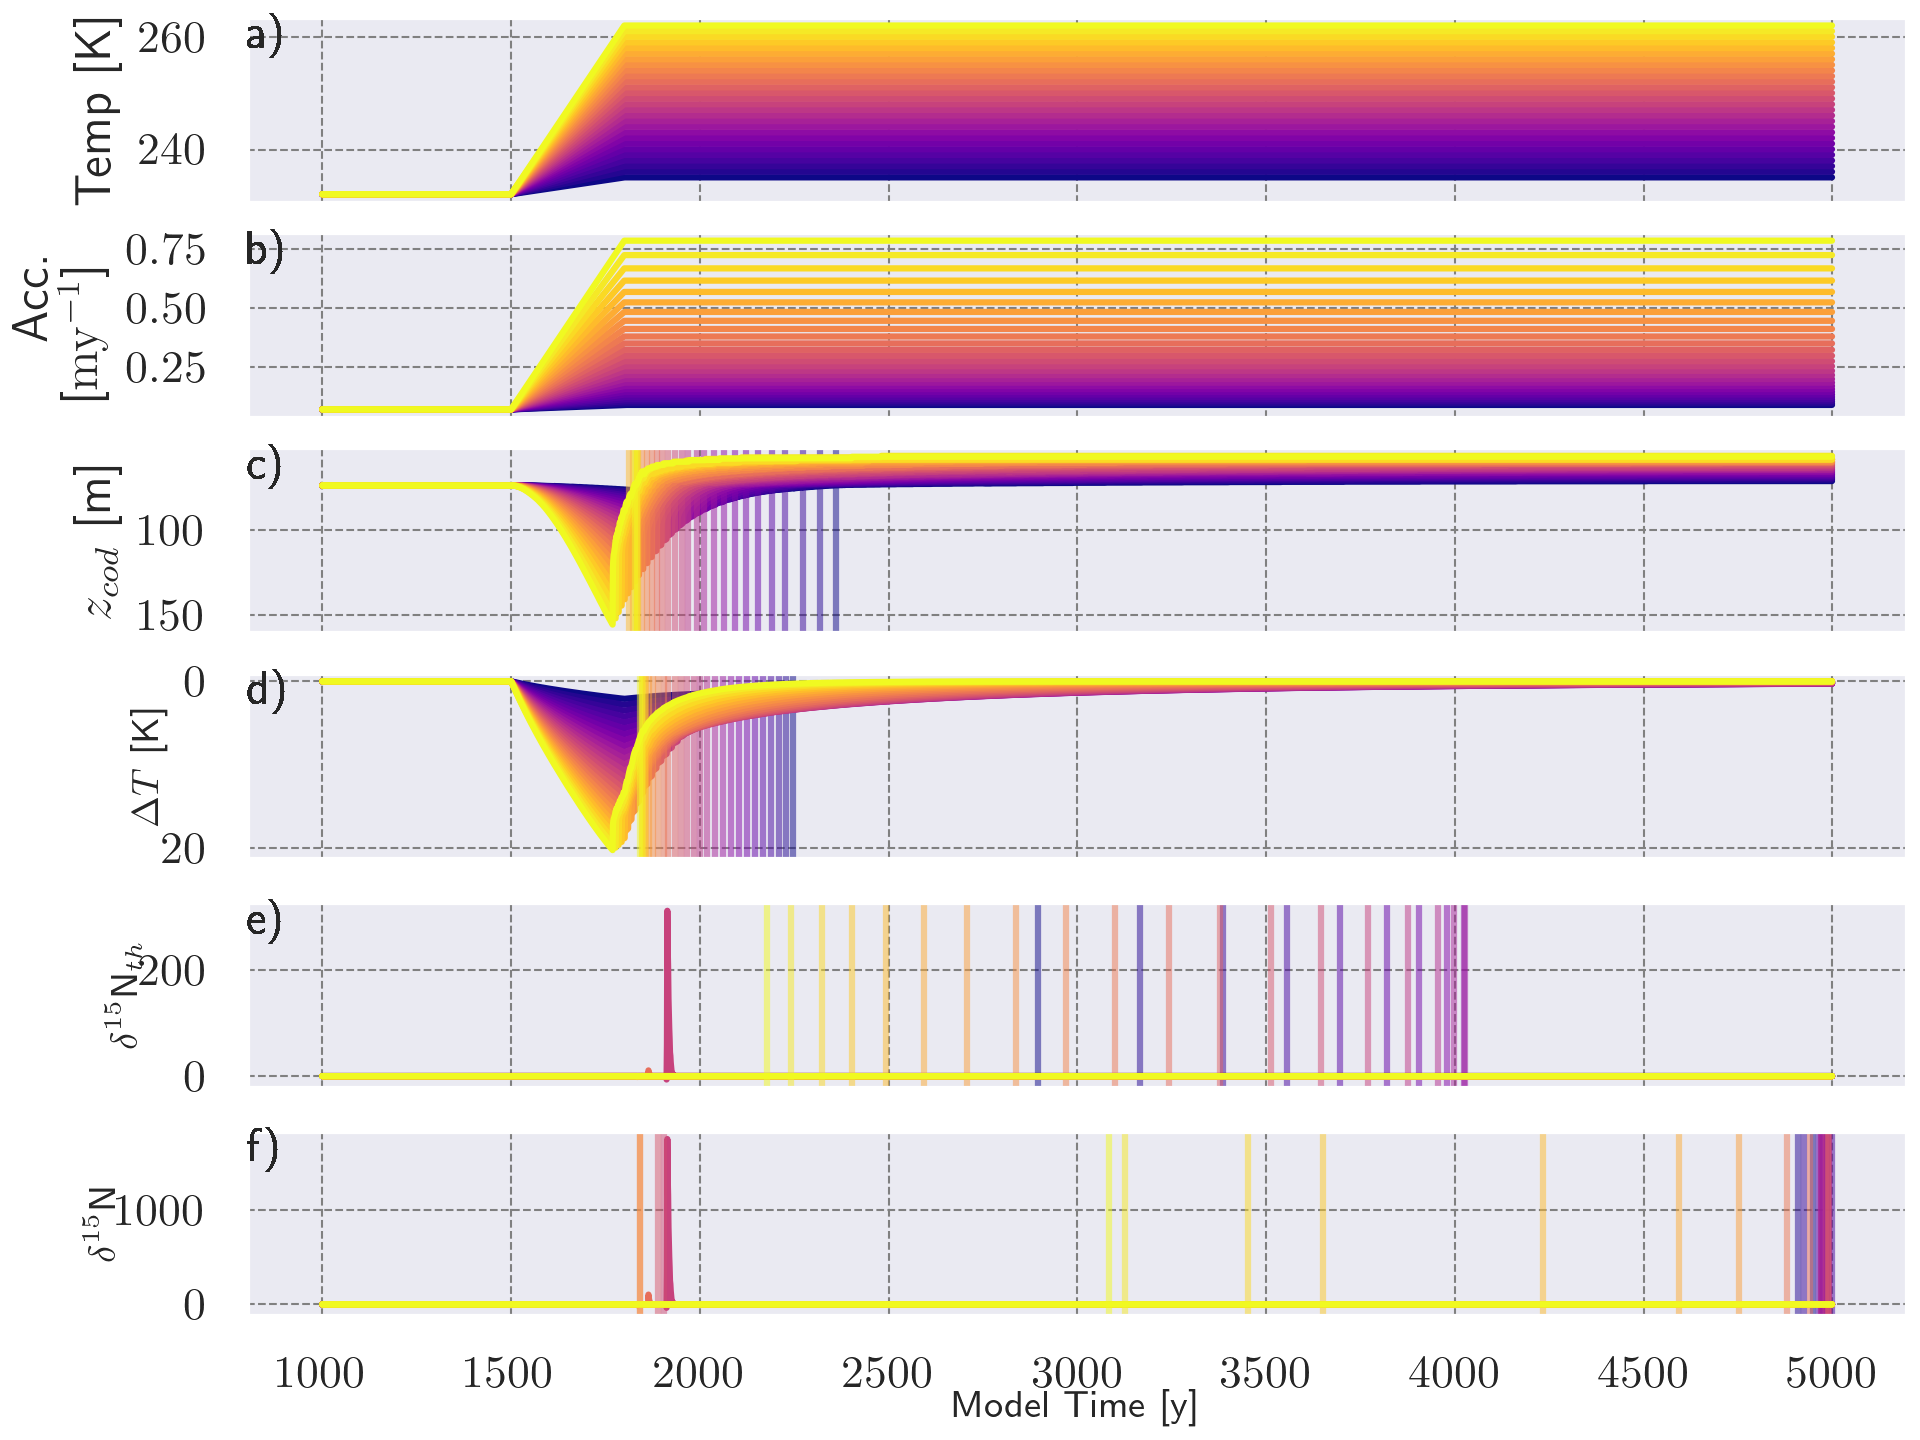 a)
Temp [K]
260
240
b)
Acc.
[my⁻¹]
0.75
0.50
0.25
c)
z_cod [m]
100
150
d)
ΔT [K]
0
20
e)
δ¹⁵N_th
200
0
f)
δ¹⁵N
1000
0
1000 1500 2000 2500 3000 3500 4000 4500 5000
Model Time [y]